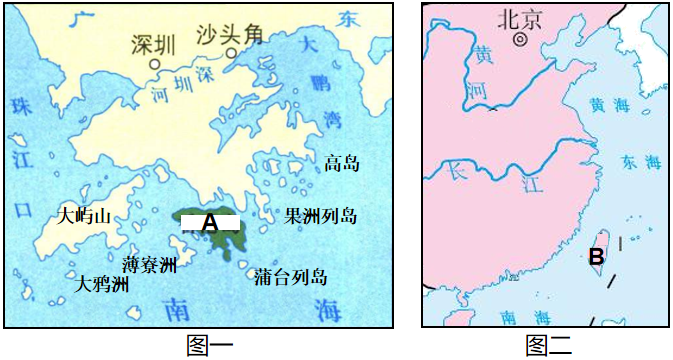 广东
深圳
沙头角
大鹏湾
深圳河
珠江口
高岛
大屿山
A
果洲列岛
薄寮洲
大鸦洲
蒲台列岛
南海
图一
北京
黄河
黄海
东海
长江
B
南海
图二